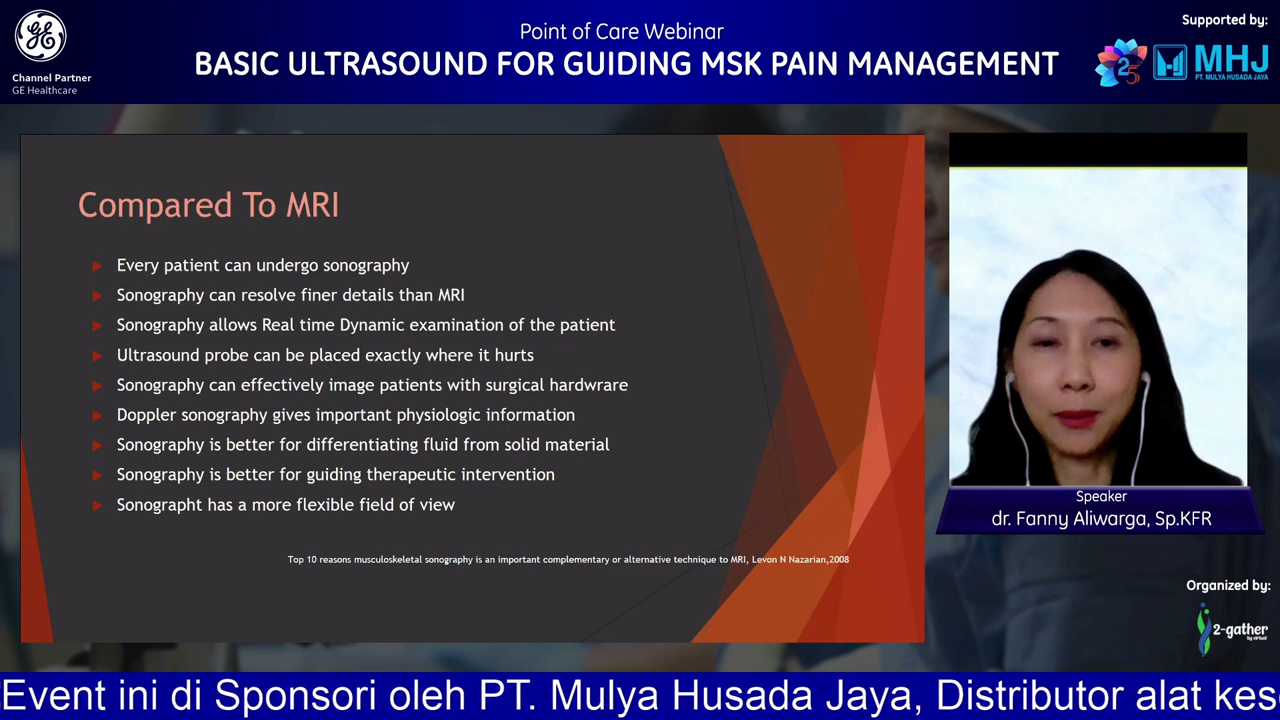 Channel Partner
GE Healthcare
Point of Care Webinar
BASIC ULTRASOUND FOR GUIDING MSK PAIN MANAGEMENT
Supported by:
25
MHJ
PT. MULYA HUSADA JAYA
Compared To MRI
Every patient can undergo sonography
Sonography can resolve finer details than MRI
Sonography allows Real time Dynamic examination of the patient
Ultrasound probe can be placed exactly where it hurts
Sonography can effectively image patients with surgical hardware
Doppler sonography gives important physiologic information
Sonography is better for differentiating fluid from solid material
Sonography is better for guiding therapeutic intervention
Sonographt has a more flexible field of view
Top 10 reasons musculoskeletal sonography is an important complementary or alternative technique to MRI, Levon N Nazarian,2008
Speaker
dr. Fanny Aliwarga, Sp.KFR
Organized by:
2-gather
by virtual
Event ini di Sponsori oleh PT. Mulya Husada Jaya, Distributor alat kes